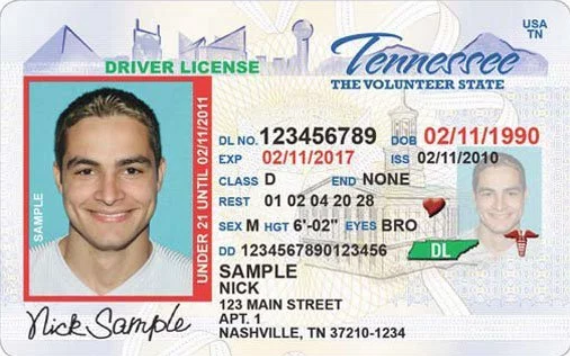 USA
TN
DRIVER LICENSE
Tennessee
THE VOLUNTEER STATE
SAMPLE
UNDER 21 UNTIL 02/11/2011
DL NO. 123456789 DOB 02/11/1990
EXP 02/11/2017 ISS 02/11/2010
CLASS D END NONE
REST 01 02 04 20 28
SEX M HGT 6'-02" EYES BRO
DD 1234567890123456
DL
SAMPLE
NICK
123 MAIN STREET
APT. 1
NASHVILLE, TN 37210-1234
Nick Sample